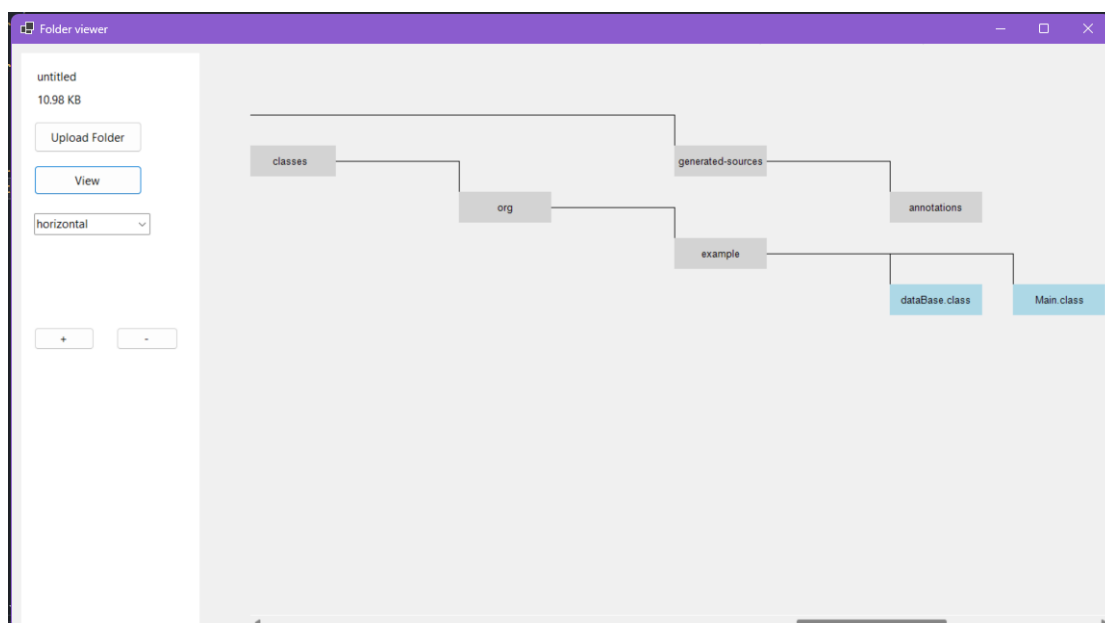 Folder viewer
untitled
10.98 KB
Upload Folder
View
horizontal
+
-
classes
generated-sources
org
annotations
example
dataBase.class
Main.class